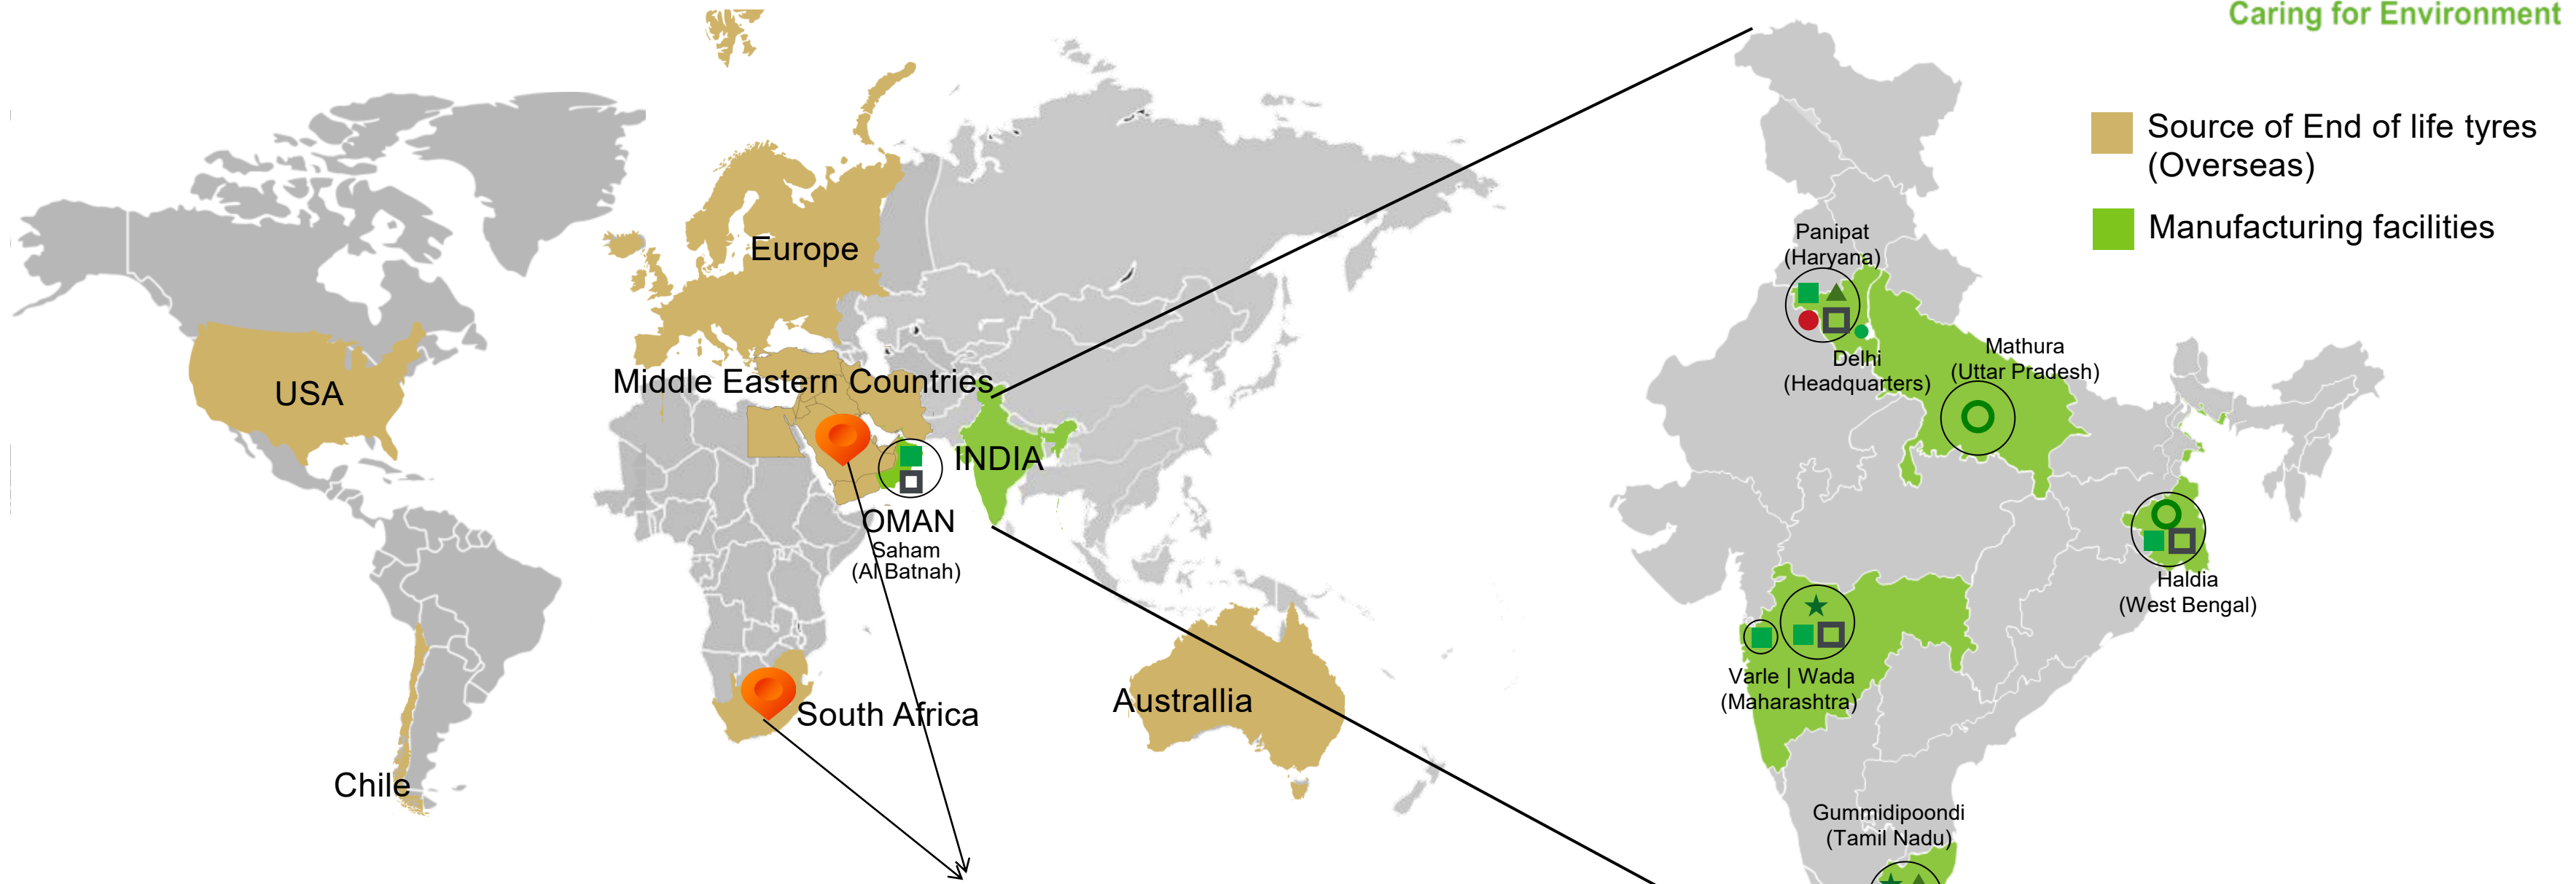 Caring for Environment
Source of End of life tyres
(Overseas)
Manufacturing facilities
Europe
USA
Middle Eastern Countries
INDIA
OMAN
Saham
(Al Batnah)
South Africa
Australlia
Chile
Panipat
(Haryana)
Delhi
(Headquarters)
Mathura
(Uttar Pradesh)
Haldia
(West Bengal)
Varle | Wada
(Maharashtra)
Gummidipoondi
(Tamil Nadu)